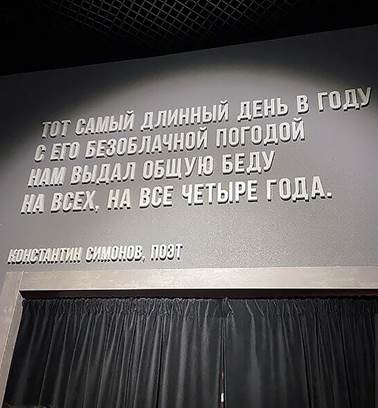 ТОТ САМЫЙ ДЛИННЫЙ ДЕНЬ В ГОДУ
С ЕГО БЕЗОБЛАЧНОЙ ПОГОДОЙ
НАМ ВЫДАЛ ОБЩУЮ БЕДУ
НА ВСЕХ, НА ВСЕ ЧЕТЫРЕ ГОДА.
КОНСТАНТИН СИМОНОВ, ПОЭТ